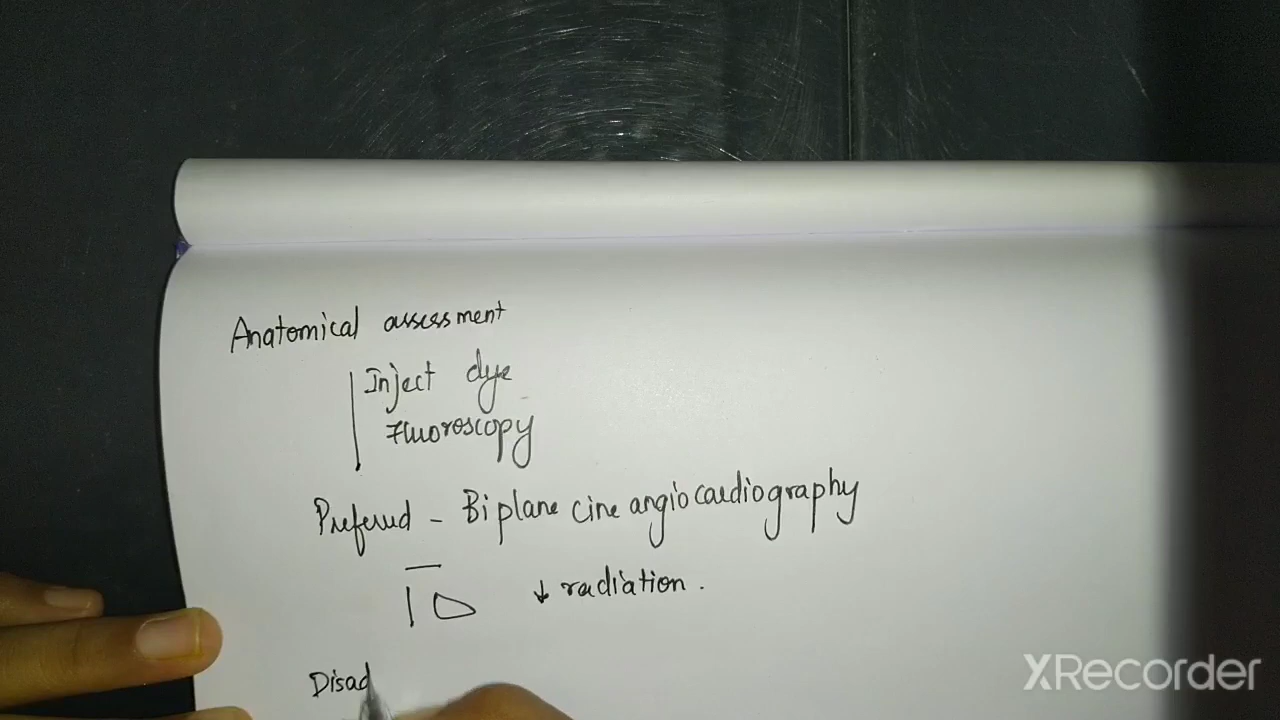 Anatomical assessment
Inject dye
Fluoroscopy
Preferred - Biplane cine angiocardiography
↓ radiation.
Disad
XRecorder